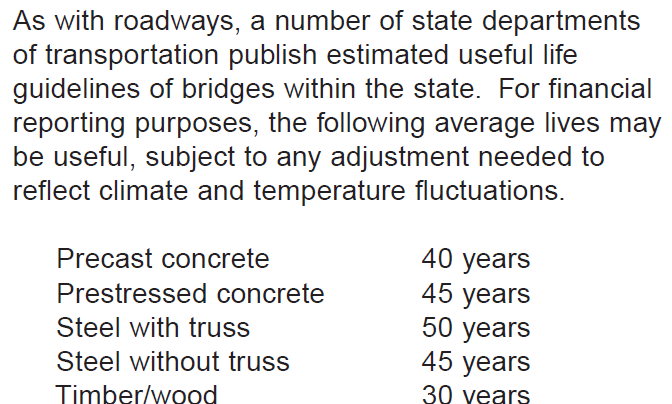 As with roadways, a number of state departments
of transportation publish estimated useful life
guidelines of bridges within the state.  For financial
reporting purposes, the following average lives may
be useful, subject to any adjustment needed to
reflect climate and temperature fluctuations.
Precast concrete 40 years
Prestressed concrete 45 years
Steel with truss 50 years
Steel without truss 45 years
Timber/wood 30 years